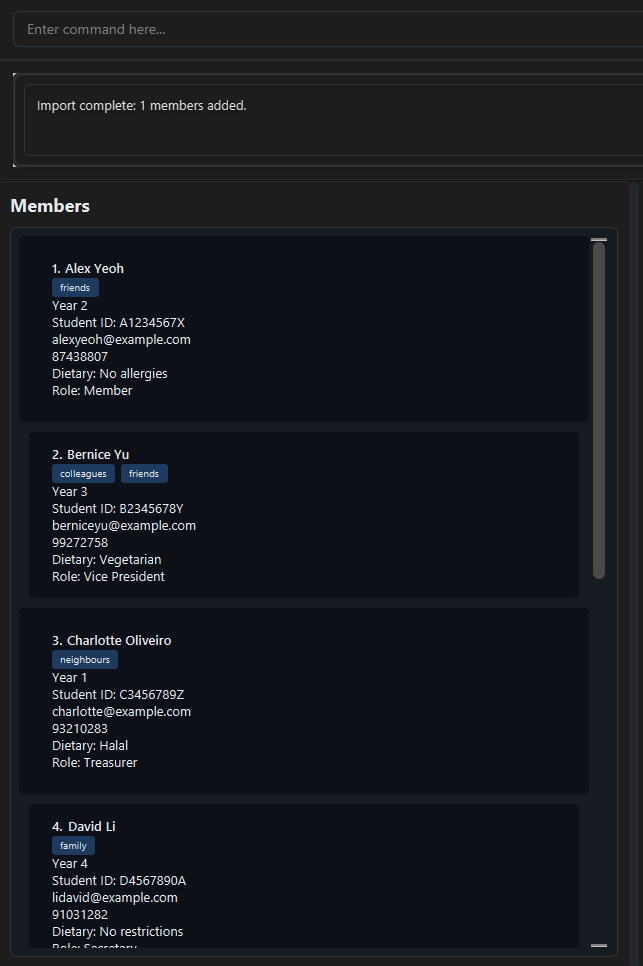 Enter command here...
Import complete: 1 members added.
Members
1. Alex Yeoh
friends
Year 2
Student ID: A1234567X
alexyeoh@example.com
87438807
Dietary: No allergies
Role: Member
2. Bernice Yu
colleagues friends
Year 3
Student ID: B2345678Y
berniceyu@example.com
99272758
Dietary: Vegetarian
Role: Vice President
3. Charlotte Oliveiro
neighbours
Year 1
Student ID: C3456789Z
charlotte@example.com
93210283
Dietary: Halal
Role: Treasurer
4. David Li
family
Year 4
Student ID: D4567890A
lidavid@example.com
91031282
Dietary: No restrictions
Role: Secretary